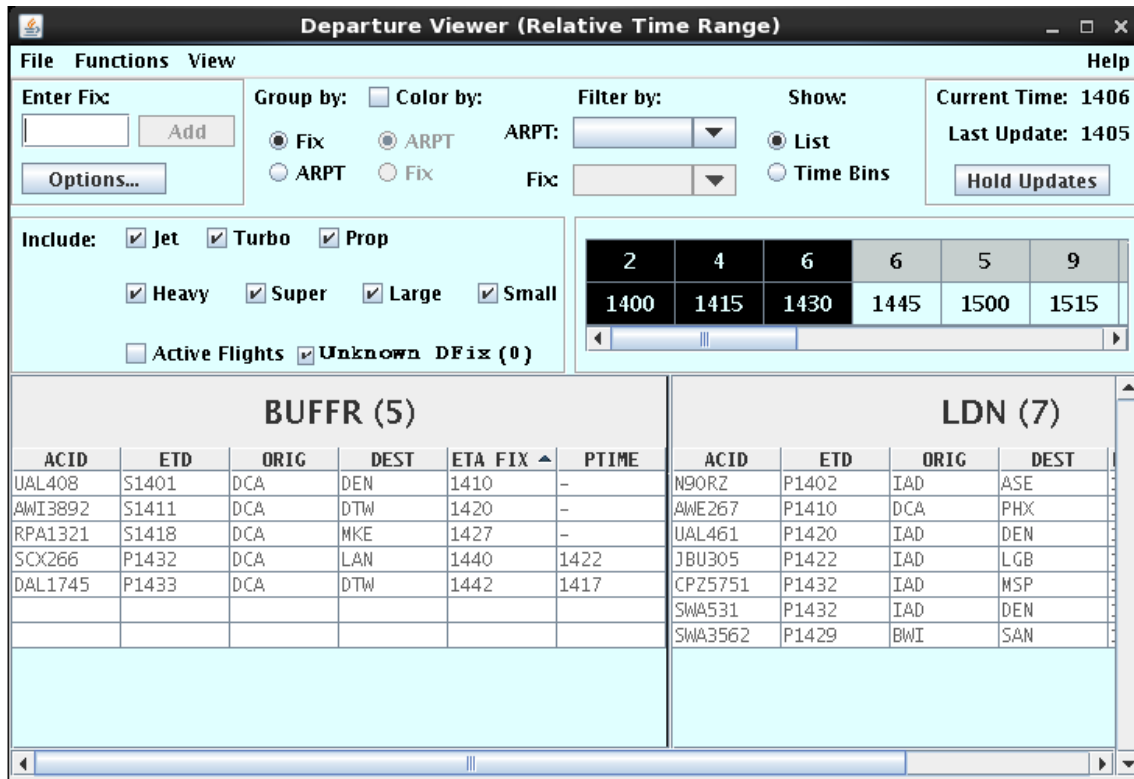 Departure Viewer (Relative Time Range)
File Functions View Help
Enter Fix: Group by: Color by: Filter by: Show: Current Time: 1406
Add Fix ARPT ARPT: List Last Update: 1405
Options... ARPT Fix Fix: Time Bins Hold Updates
Include: Jet Turbo Prop
Heavy Super Large Small
Active Flights Unknown DFix (0)
2 4 6 6 5 9
1400 1415 1430 1445 1500 1515
BUFFR (5)
ACID ETD ORIG DEST ETA FIX PTIME
UAL408 S1401 DCA DEN 1410 -
AWI3892 S1411 DCA DTW 1420 -
RPA1321 S1418 DCA MKE 1427 -
SCX266 P1432 DCA LAN 1440 1422
DAL1745 P1433 DCA DTW 1442 1417
LDN (7)
ACID ETD ORIG DEST
N90RZ P1402 IAD ASE
AWE267 P1410 DCA PHX
UAL461 P1420 IAD DEN
JBU305 P1422 IAD LGB
CPZ5751 P1432 IAD MSP
SWA531 P1432 IAD DEN
SWA3562 P1429 BWI SAN